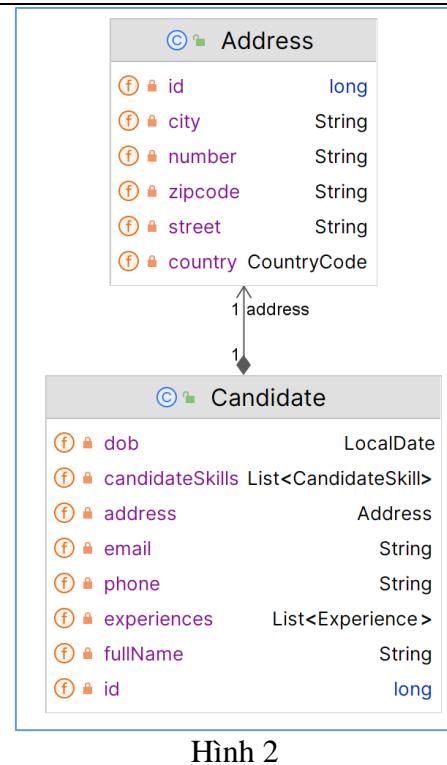 © Address
f id long
f city String
f number String
f zipcode String
f street String
f country CountryCode
1 address
1
© Candidate
f dob LocalDate
f candidateSkills List<CandidateSkill>
f address Address
f email String
f phone String
f experiences List<Experience>
f fullName String
f id long
Hình 2